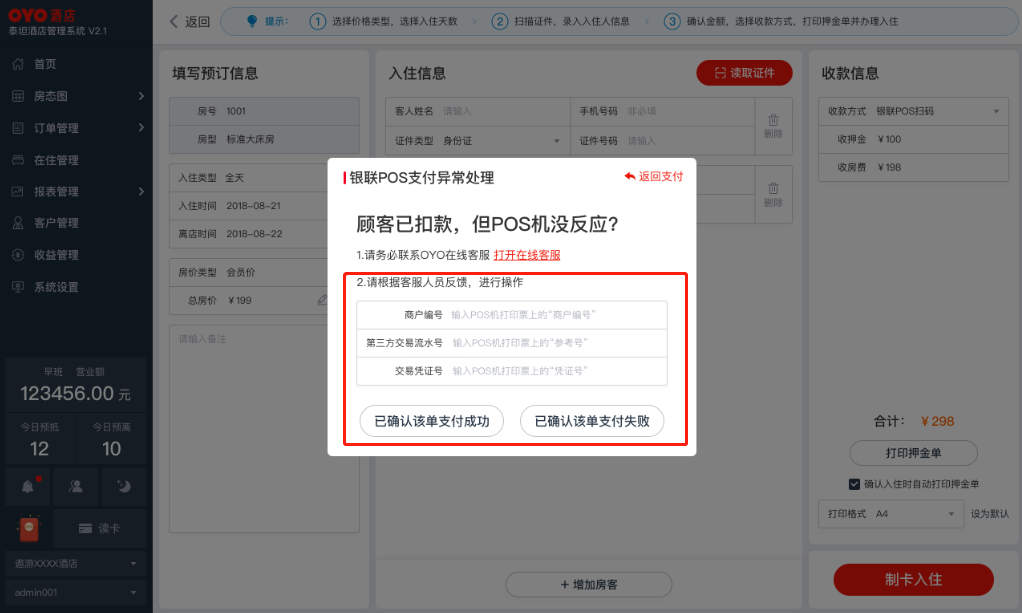 OYO 酒店
泰坦酒店管理系统 V2.1
首页
房态图
订单管理
在住管理
报表管理
客户管理
收益管理
系统设置
早班 营业额
123456.00 元
今日预抵 今日预离
12 10
读卡
遨游XXXX酒店
admin001
返回
提示: 1 选择价格类型，选择入住天数 2 扫描证件，录入入住人信息 3 确认金额，选择收款方式，打印押金单并办理入住
填写预订信息
房号 1001
房型 标准大床房
入住类型 全天
入住时间 2018-08-21
离店时间 2018-08-22
房价类型 会员价
总房价 ¥199
请输入备注
入住信息
读取证件
客人姓名 请输入 手机号码 非必填
证件类型 身份证 证件号码 请输入
删除
删除
银联POS支付异常处理
返回支付
顾客已扣款，但POS机没反应?
1.请务必联系OYO在线客服 打开在线客服
2.请根据客服人员反馈，进行操作
商户编号 输入POS机打印票上的“商户编号”
第三方交易流水号 输入POS机打印票上的“参考号”
交易凭证号 输入POS机打印票上的“凭证号”
已确认该单支付成功 已确认该单支付失败
+ 增加房客
收款信息
收款方式 银联POS扫码
收押金 ¥100
收房费 ¥198
合计: ¥298
打印押金单
确认入住时自动打印押金单
打印格式 A4 设为默认
制卡入住